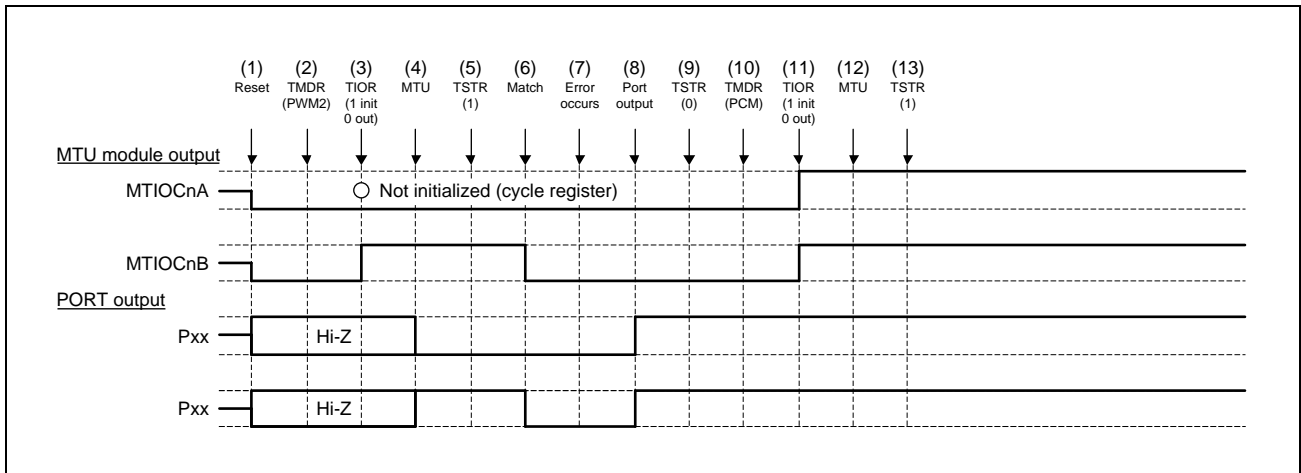 (1) (2) (3) (4) (5) (6) (7) (8) (9) (10) (11) (12) (13)
Reset TMDR TIOR MTU TSTR Match Error Port TSTR TMDR TIOR MTU TSTR
(PWM2) (1 init (1) occurs output (0) (PCM) (1 init (1)
0 out) 0 out)
MTU module output
MTIOCnA Not initialized (cycle register)
MTIOCnB
PORT output
Pxx Hi-Z
Pxx Hi-Z